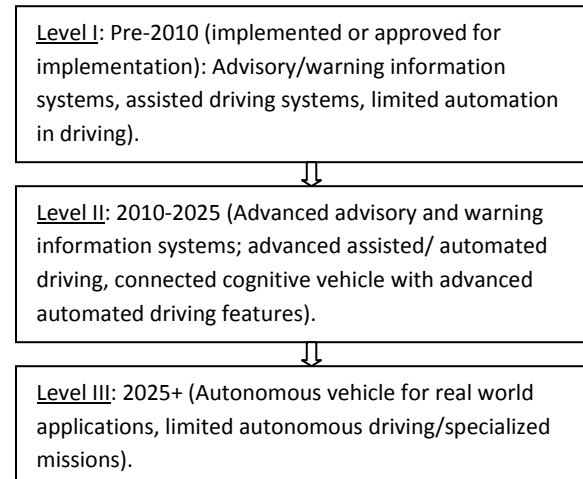 Level I: Pre-2010 (implemented or approved for
implementation): Advisory/warning information
systems, assisted driving systems, limited automation
in driving).
Level II: 2010-2025 (Advanced advisory and warning
information systems; advanced assisted/ automated
driving, connected cognitive vehicle with advanced
automated driving features).
Level III: 2025+ (Autonomous vehicle for real world
applications, limited autonomous driving/specialized
missions).